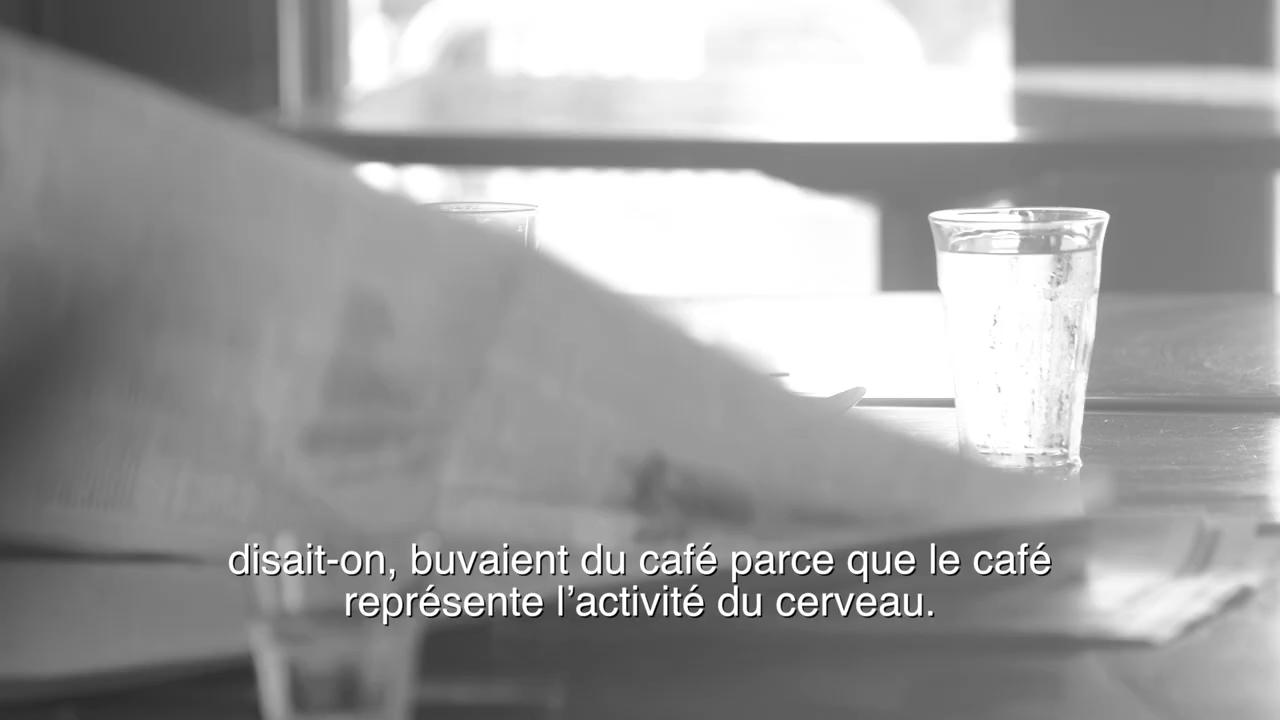 disait-on, buvaient du café parce que le café
représente l’activité du cerveau.